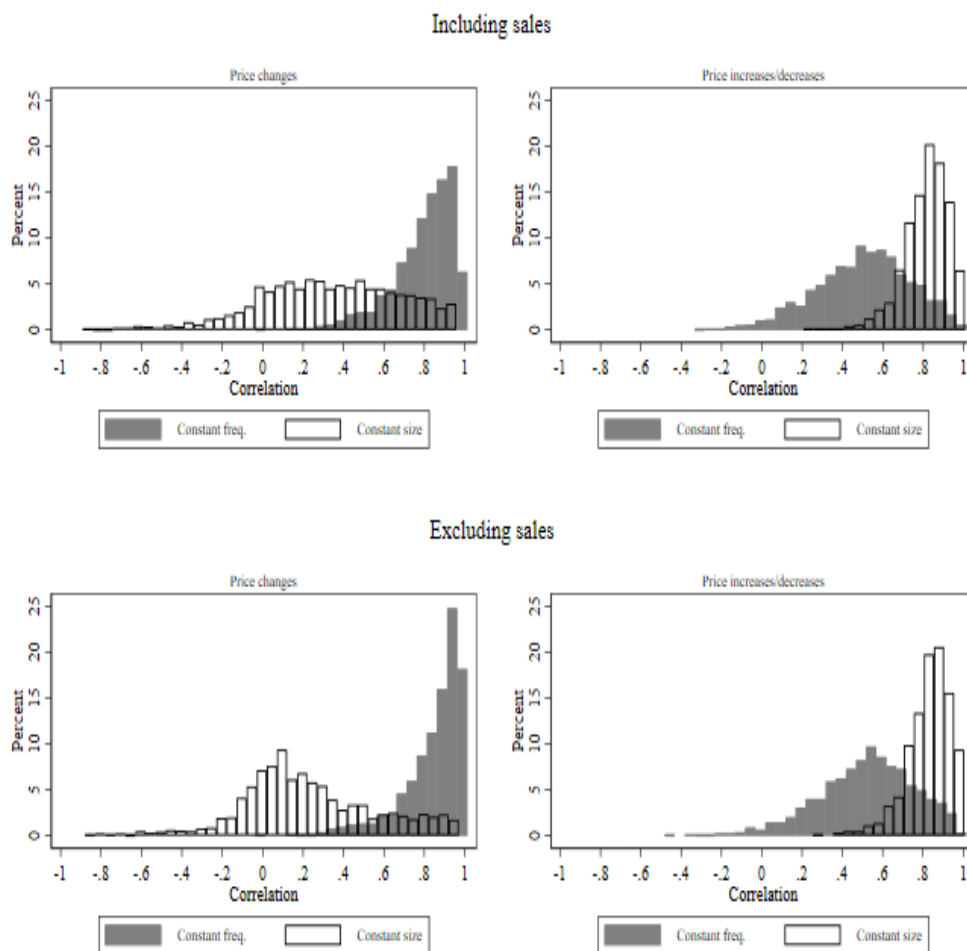 Including sales
Price changes
Price increases/decreases
25
20
15
10
5
0
Percent
-1 -.8 -.6 -.4 -.2 0 .2 .4 .6 .8 1
Correlation
Constant freq. Constant size
25
20
15
10
5
0
Percent
-1 -.8 -.6 -.4 -.2 0 .2 .4 .6 .8 1
Correlation
Constant freq. Constant size
Excluding sales
Price changes
Price increases/decreases
25
20
15
10
5
0
Percent
-1 -.8 -.6 -.4 -.2 0 .2 .4 .6 .8 1
Correlation
Constant freq. Constant size
25
20
15
10
5
0
Percent
-1 -.8 -.6 -.4 -.2 0 .2 .4 .6 .8 1
Correlation
Constant freq. Constant size